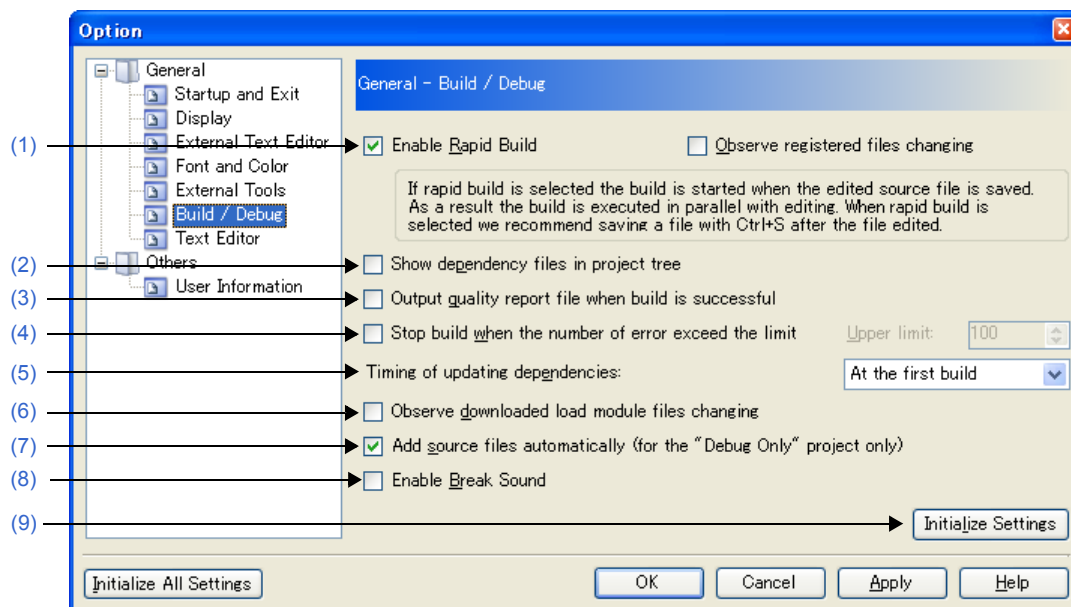 Option
General
Startup and Exit
Display
External Text Editor
Font and Color
External Tools
Build / Debug
Text Editor
Others
User Information
General - Build / Debug
(1) Enable Rapid Build Observe registered files changing
If rapid build is selected the build is started when the edited source file is saved.
As a result the build is executed in parallel with editing. When rapid build is
selected we recommend saving a file with Ctrl+S after the file edited.
(2) Show dependency files in project tree
(3) Output quality report file when build is successful
(4) Stop build when the number of error exceed the limit Upper limit: 100
(5) Timing of updating dependencies: At the first build
(6) Observe downloaded load module files changing
(7) Add source files automatically (for the "Debug Only" project only)
(8) Enable Break Sound
(9) Initialize Settings
Initialize All Settings OK Cancel Apply Help